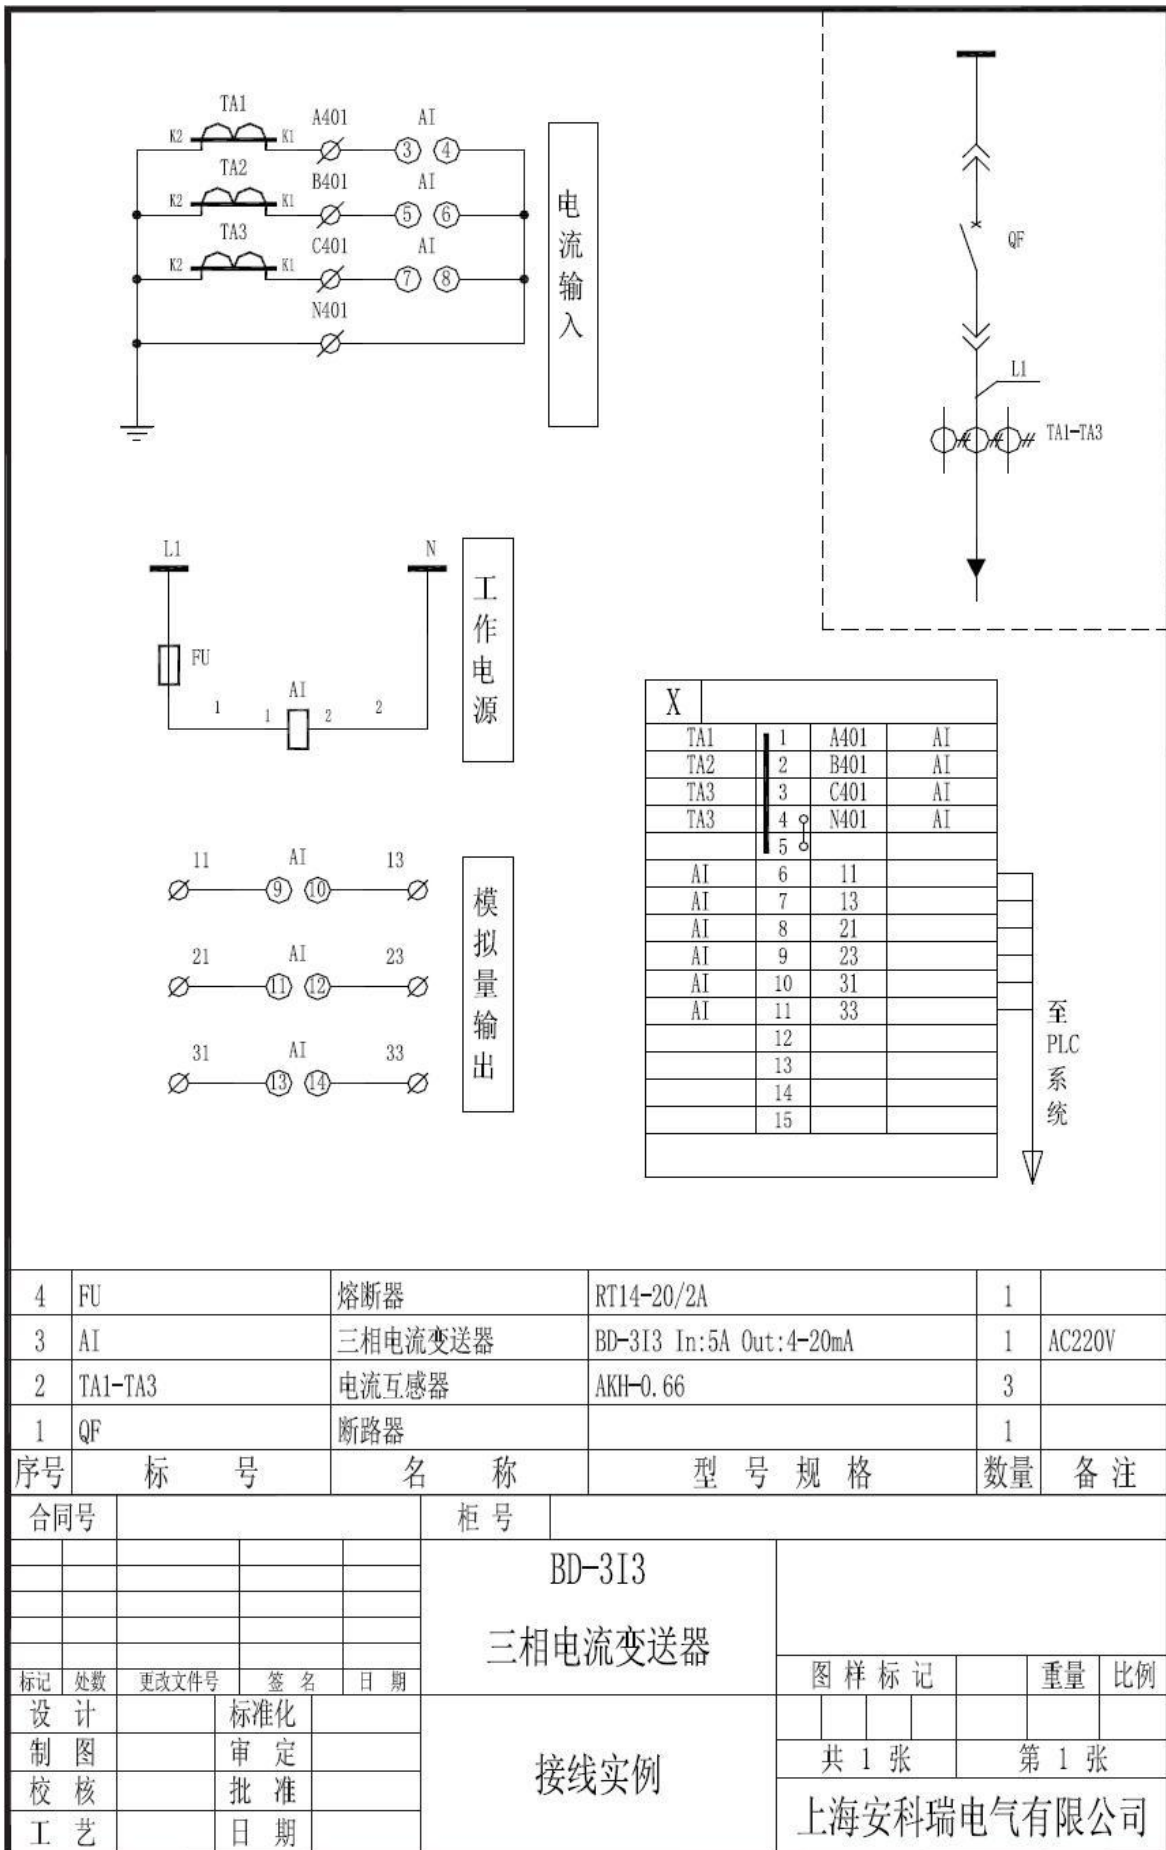 TA1
K2 K1 A401 AI
3 4
TA2
K2 K1 B401 AI
5 6
TA3
K2 K1 C401 AI
7 8
N401
电流输入
QF
L1
TA1-TA3
L1 N
FU
1 1 AI 2 2
工作电源
11 AI 13
9 10
21 AI 23
11 12
31 AI 33
13 14
模拟量输出
X
TA1 1 A401 AI
TA2 2 B401 AI
TA3 3 C401 AI
TA3 4 N401 AI
5
AI 6 11
AI 7 13
AI 8 21
AI 9 23
AI 10 31
AI 11 33
12
13
14
15
至
PLC
系
统
4 FU 熔断器 RT14-20/2A 1
3 AI 三相电流变送器 BD-3I3 In:5A Out:4-20mA 1 AC220V
2 TA1-TA3 电流互感器 AKH-0.66 3
1 QF 断路器 1
序号 标号 名称 型号规格 数量 备注
合同号 柜号
BD-3I3
三相电流变送器
标记 处数 更改文件号 签名 日期
图样标记 重量 比例
设计 标准化
制图 审定
校核 批准
工艺 日期
接线实例
共1张 第1张
上海安科瑞电气有限公司